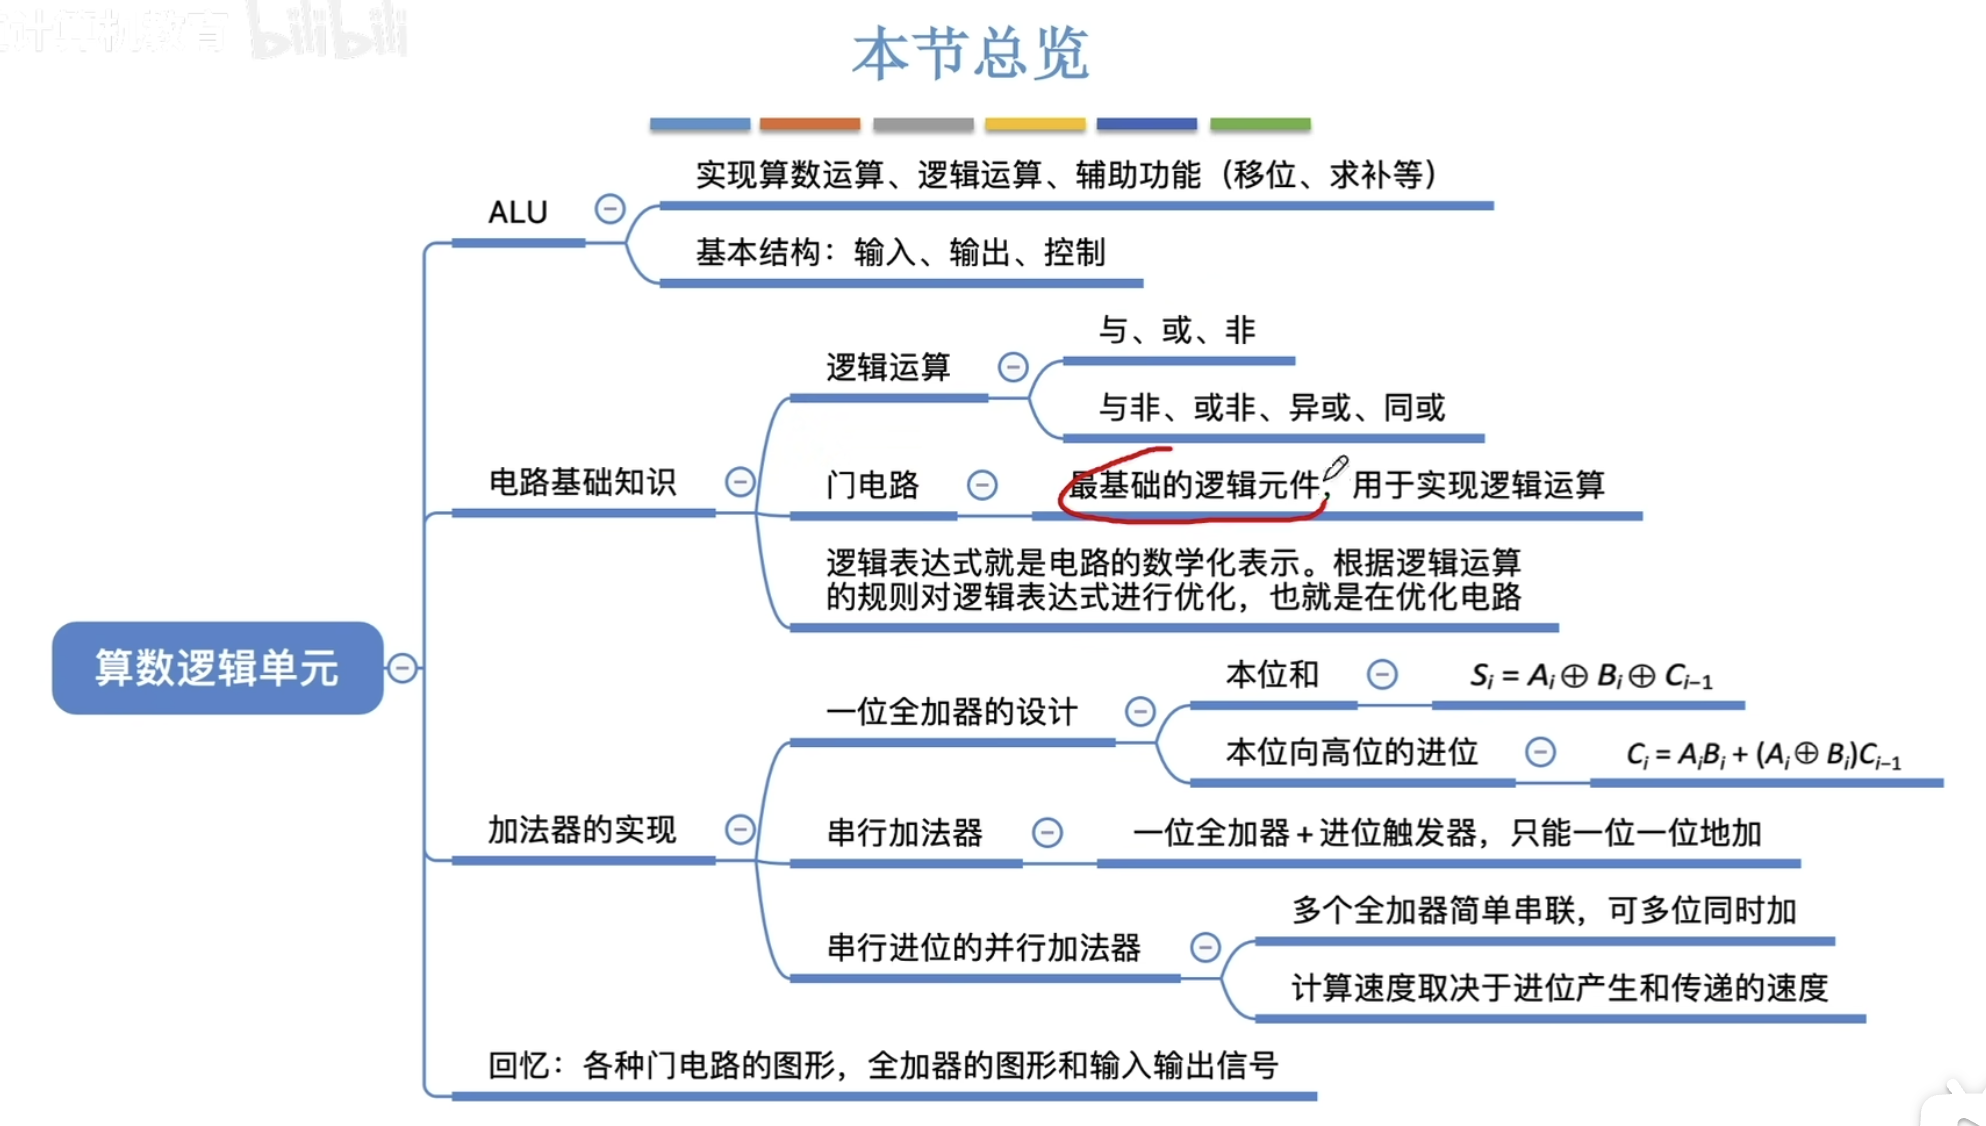 计算机教育 bilibili
本节总览
实现算数运算、逻辑运算、辅助功能（移位、求补等）
ALU
基本结构：输入、输出、控制
与、或、非
逻辑运算
与非、或非、异或、同或
电路基础知识
门电路
最基础的逻辑元件，用于实现逻辑运算
逻辑表达式就是电路的数学化表示。根据逻辑运算
的规则对逻辑表达式进行优化，也就是在优化电路
算数逻辑单元
本位和
Sᵢ = Aᵢ ⊕ Bᵢ ⊕ Cᵢ₋₁
一位全加器的设计
本位向高位的进位
Cᵢ = AᵢBᵢ + (Aᵢ ⊕ Bᵢ)Cᵢ₋₁
加法器的实现
串行加法器
一位全加器 + 进位触发器，只能一位一位地加
多个全加器简单串联，可多位同时加
串行进位的并行加法器
计算速度取决于进位产生和传递的速度
回忆：各种门电路的图形，全加器的图形和输入输出信号